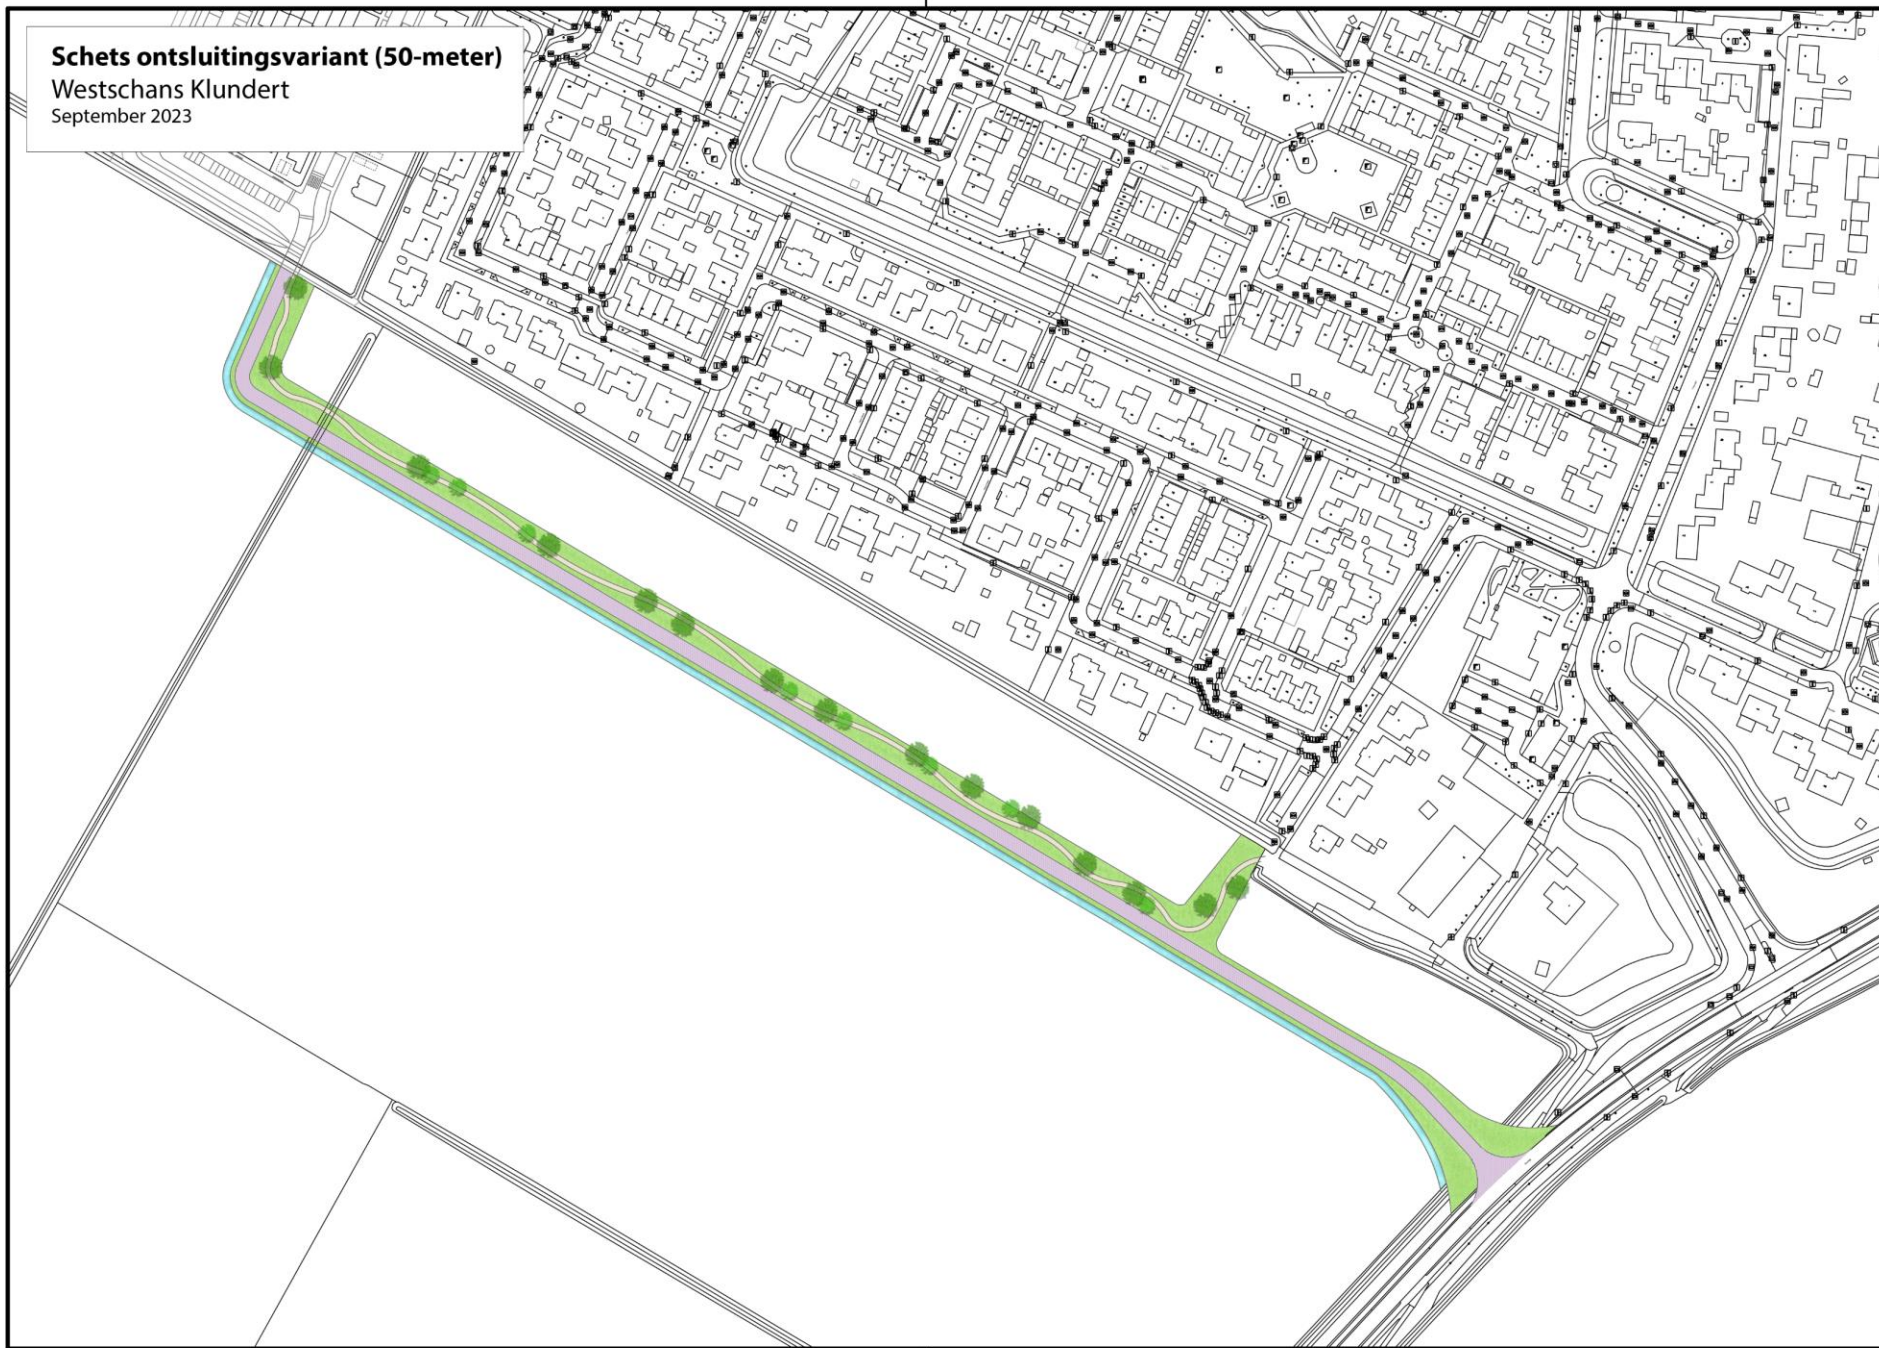 Schets ontsluitingsvariant (50-meter)
Westschans Klundert
September 2023